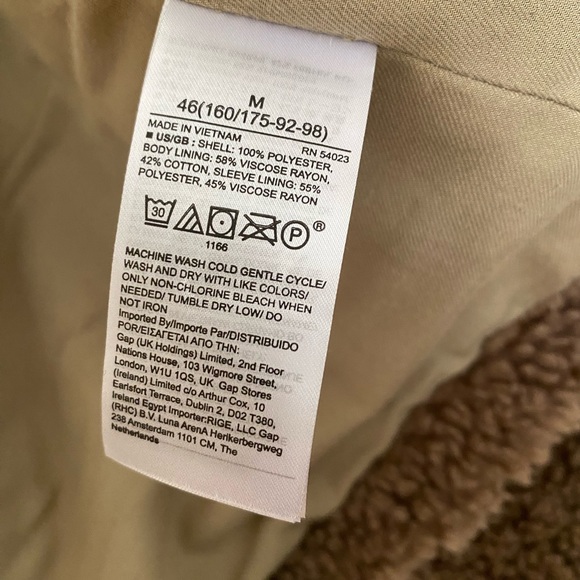 M
46(160/175-92-98)
MADE IN VIETNAM RN 54023
■ US/GB : SHELL: 100% POLYESTER,
BODY LINING: 58% VISCOSE RAYON,
42% COTTON, SLEEVE LINING: 55%
POLYESTER, 45% VISCOSE RAYON
30 P ®
1166
MACHINE WASH COLD GENTLE CYCLE/
WASH AND DRY WITH LIKE COLORS/
ONLY NON-CHLORINE BLEACH WHEN
NEEDED/ TUMBLE DRY LOW/ DO
NOT IRON
Imported By/Importe Par/DISTRIBUIDO
POR/ΕΙΣΑΓΕΤΑΙ ΑΠΟ ΤΗΝ:
Gap (UK Holdings) Limited, 2nd Floor
Nations House, 103 Wigmore Street,
London, W1U 1QS, UK Gap Stores
(Ireland) Limited c/o Arthur Cox, 10
Earlsfort Terrace, Dublin 2, D02 T380,
Ireland Egypt Importer:RIGE, LLC Gap
(RHC) B.V. Luna ArenA Herikerbergweg
238 Amsterdam 1101 CM, The
Netherlands